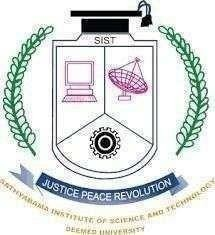 SIST
JUSTICE PEACE REVOLUTION
SATHYABAMA INSTITUTE OF SCIENCE AND TECHNOLOGY
DEEMED UNIVERSITY